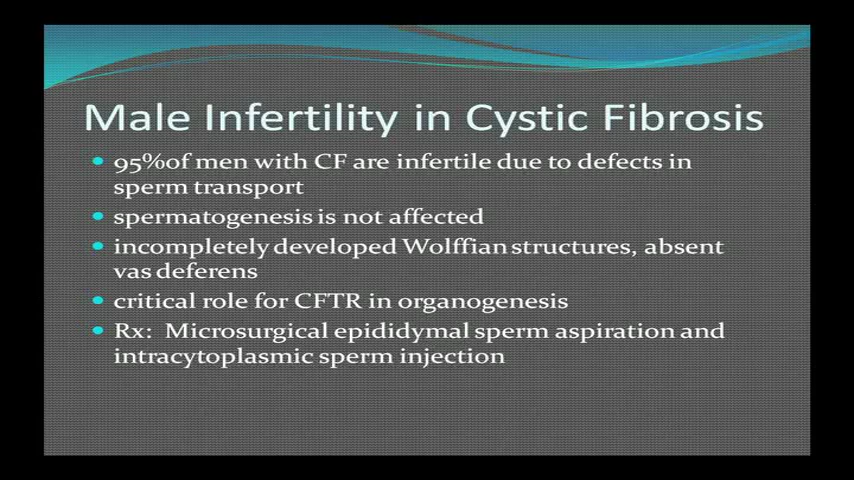 Male Infertility in Cystic Fibrosis
• 95%of men with CF are infertile due to defects in
sperm transport
• spermatogenesis is not affected
• incompletely developed Wolffian structures, absent
vas deferens
• critical role for CFTR in organogenesis
• Rx: Microsurgical epididymal sperm aspiration and
intracytoplasmic sperm injection